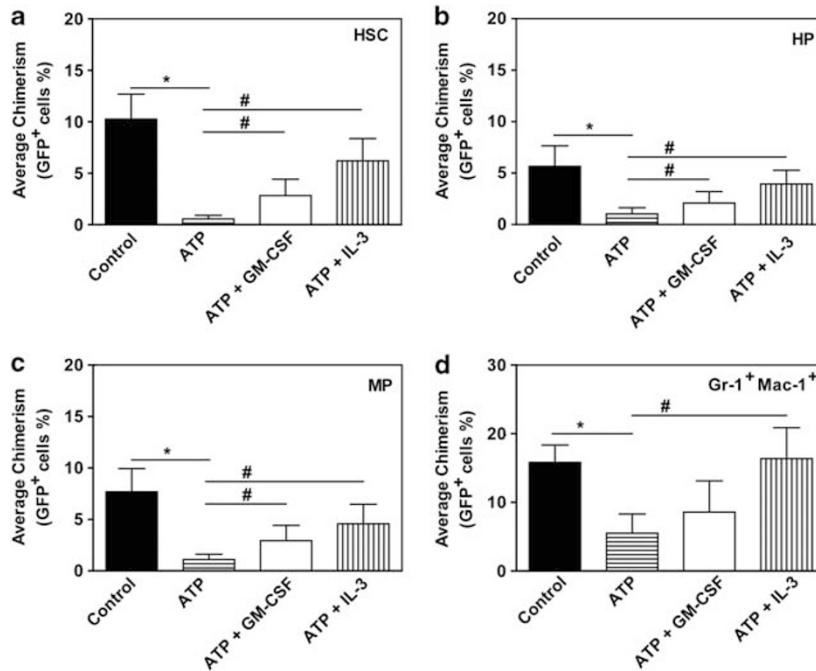 a
HSC
Average Chimerism
(GFP+ cells %)
20
15
10
5
0
*
#
#
Control
ATP
ATP + GM-CSF
ATP + IL-3
b
HP
Average Chimerism
(GFP+ cells %)
20
15
10
5
0
*
#
#
Control
ATP
ATP + GM-CSF
ATP + IL-3
c
MP
Average Chimerism
(GFP+ cells %)
20
15
10
5
0
*
#
#
Control
ATP
ATP + GM-CSF
ATP + IL-3
d
Gr-1+ Mac-1+
Average Chimerism
(GFP+ cells %)
30
20
10
0
*
#
Control
ATP
ATP + GM-CSF
ATP + IL-3